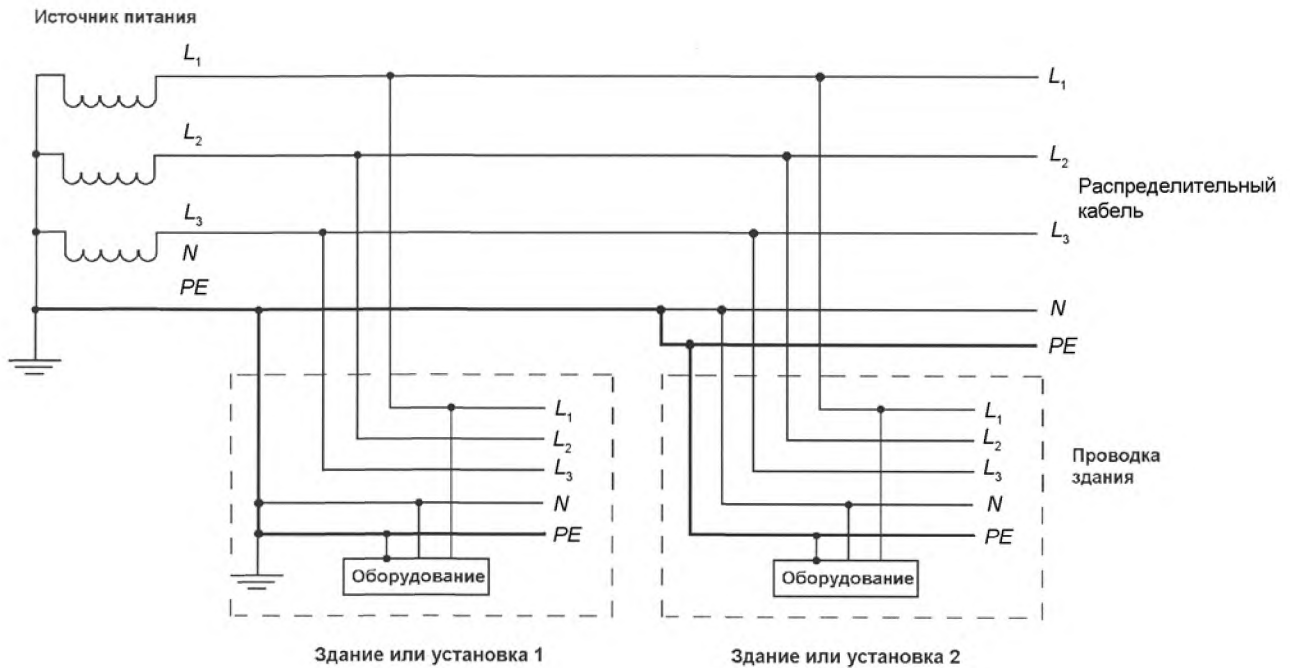 Источник питания
L₁
L₁
L₂
L₂
Распределительный
кабель
L₃
L₃
N
PE
N
PE
L₁
L₂
L₃
N
PE
Оборудование
L₁
L₂
L₃
N
PE
Оборудование
Проводка
здания
Здание или установка 1
Здание или установка 2